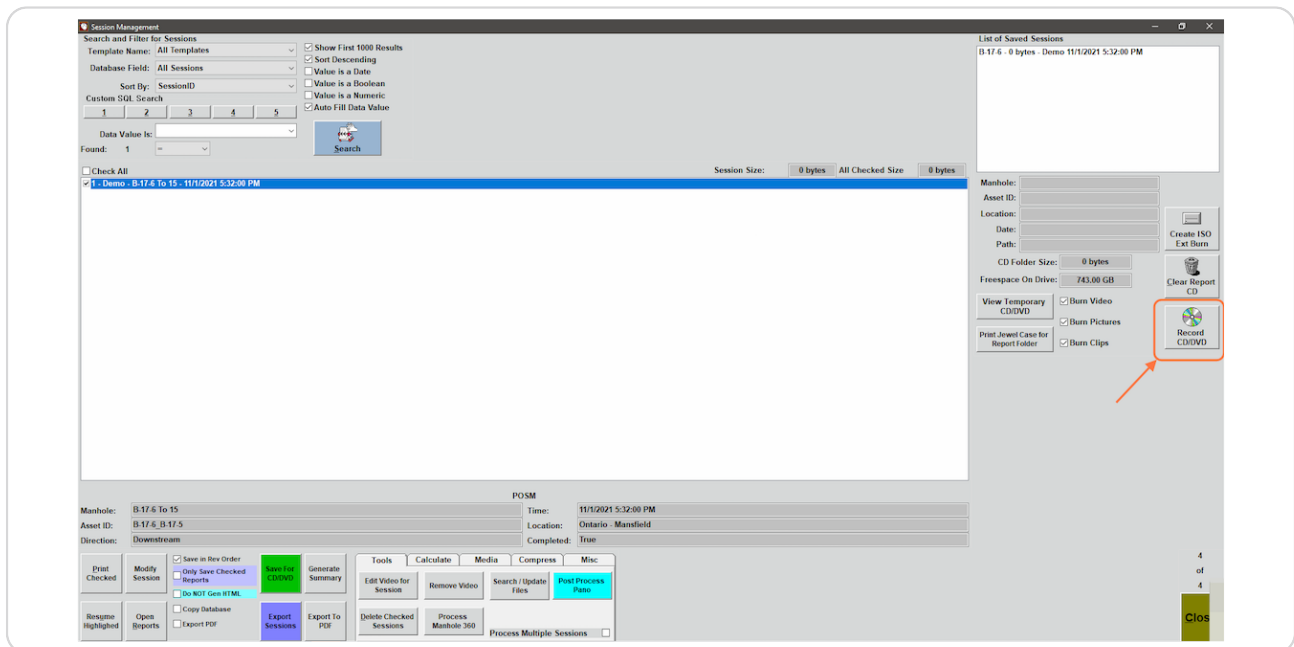 Session Management
Search and Filter for Sessions
Template Name: All Templates
Database Field: All Sessions
Sort By: SessionID
Custom SQL Search
1 2 3 4 5
Data Value Is:
Found: 1 =
Show First 1000 Results
Sort Descending
Value is a Date
Value is a Boolean
Value is a Numeric
Auto Fill Data Value
Search
List of Saved Sessions
B-17-6 - 0 bytes - Demo 11/1/2021 5:32:00 PM
Check All
Session Size: 0 bytes All Checked Size 0 bytes
1 - Demo - B-17-6 To 15 - 11/1/2021 5:32:00 PM
Manhole:
Asset ID:
Location:
Date:
Path:
CD Folder Size: 0 bytes
Freespace On Drive: 743.00 GB
Create ISO
Ext Burn
Clear Report
CD
View Temporary
CD/DVD
Print Jewel Case for
Report Folder
Burn Video
Burn Pictures
Burn Clips
Record
CD/DVD
POSM
Manhole: B-17-6 To 15
Time: 11/1/2021 5:32:00 PM
Asset ID: B-17-6_B-17-5
Location: Ontario - Mansfield
Direction: Downstream
Completed: True
Print
Checked
Modify
Session
Save in Rev Order
Only Save Checked
Reports
Do NOT Gen HTML
Save For
CD/DVD
Generate
Summary
Resume
Highlighed
Open
Reports
Copy Database
Export PDF
Export
Sessions
Export To
PDF
Tools Calculate Media Compress Misc
Edit Video for
Session
Remove Video
Search / Update
Files
Post Process
Pano
Delete Checked
Sessions
Process
Manhole 360
Process Multiple Sessions
4
of
4
Clos